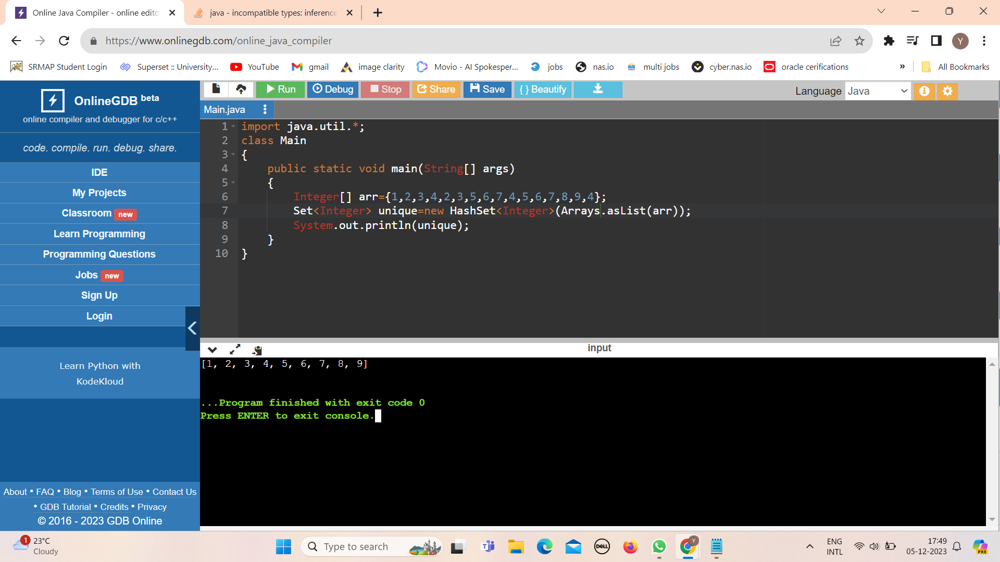 Online Java Compiler - online edito
java - incompatible types: inference
https://www.onlinegdb.com/online_java_compiler
Y
SRMAP Student Login
Superset :: University...
YouTube
gmail
image clarity
Movio - AI Spokesper...
jobs
nas.io
multi jobs
cyber.nas.io
oracle cerifications
»
All Bookmarks
OnlineGDB beta
online compiler and debugger for c/c++
code. compile. run. debug. share.
IDE
My Projects
Classroom new
Learn Programming
Programming Questions
Jobs new
Sign Up
Login
Learn Python with
KodeKloud
About • FAQ • Blog • Terms of Use • Contact Us
• GDB Tutorial • Credits • Privacy
© 2016 - 2023 GDB Online
Run
Debug
Stop
Share
Save
{ } Beautify
Language Java
Main.java
1 import java.util.*;
2 class Main
3 {
4 public static void main(String[] args)
5 {
6 Integer[] arr={1,2,3,4,2,3,5,6,7,4,5,6,7,8,9,4};
7 Set<Integer> unique=new HashSet<Integer>(Arrays.asList(arr));
8 System.out.println(unique);
9 }
10 }
input
[1, 2, 3, 4, 5, 6, 7, 8, 9]
...Program finished with exit code 0
Press ENTER to exit console.
1
23°C
Cloudy
Type to search
DELL
Y
ENG
INTL
17:49
05-12-2023
PRE